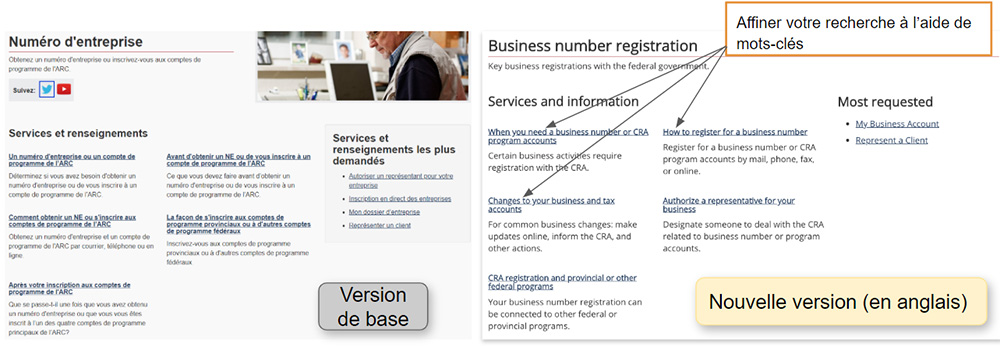 Numéro d'entreprise
Obtenez un numéro d'entreprise ou inscrivez-vous aux comptes de
programme de l'ARC.
Suivez:
Services et renseignements
Un numéro d'entreprise ou un compte de
programme de l'ARC
Déterminez si vous avez besoin d'obtenir un
numéro d'entreprise ou de vous inscrire à un
compte de programme de l'ARC.
Avant d'obtenir un NE ou de vous inscrire à un
compte de programme de l'ARC
Ce que vous devez faire avant d'obtenir un
numéro d'entreprise ou de vous inscrire à un
compte de programme de l'ARC.
Comment obtenir un NE ou s'inscrire aux
comptes de programme de l'ARC
Obtenez un numéro d'entreprise et un compte de
programme de l'ARC par courrier, téléphone ou en
ligne.
La façon de s'inscrire aux comptes de
programme provinciaux ou à d'autres comptes de
programme fédéraux
Inscrivez-vous aux comptes de programme
provinciaux ou à d'autres comptes de programme
fédéraux.
Après votre inscription aux comptes de
programme de l'ARC
Que se passe-t-il une fois que vous avez obtenu
un numéro d'entreprise ou que vous vous êtes
inscrit à l'un des quatre comptes de programme
principaux de l'ARC?
Services et
renseignements les plus
demandés
Autoriser un représentant pour votre
entreprise
Inscription en direct des entreprises
Mon dossier d'entreprise
Représenter un client
Version
de base
Affiner votre recherche à l'aide de
mots-clés
Business number registration
Key business registrations with the federal government.
Services and information
When you need a business number or CRA
program accounts
Certain business activities require
registration with the CRA.
How to register for a business number
Register for a business number or CRA
program accounts by mail, phone, fax,
or online.
Changes to your business and tax
accounts
For common business changes: make
updates online, inform the CRA, and
other actions.
Authorize a representative for your
business
Designate someone to deal with the CRA
related to business number or program
accounts.
CRA registration and provincial or other
federal programs
Your business number registration can
be connected to other federal or
provincial programs.
Most requested
My Business Account
Represent a Client
Nouvelle version (en anglais)